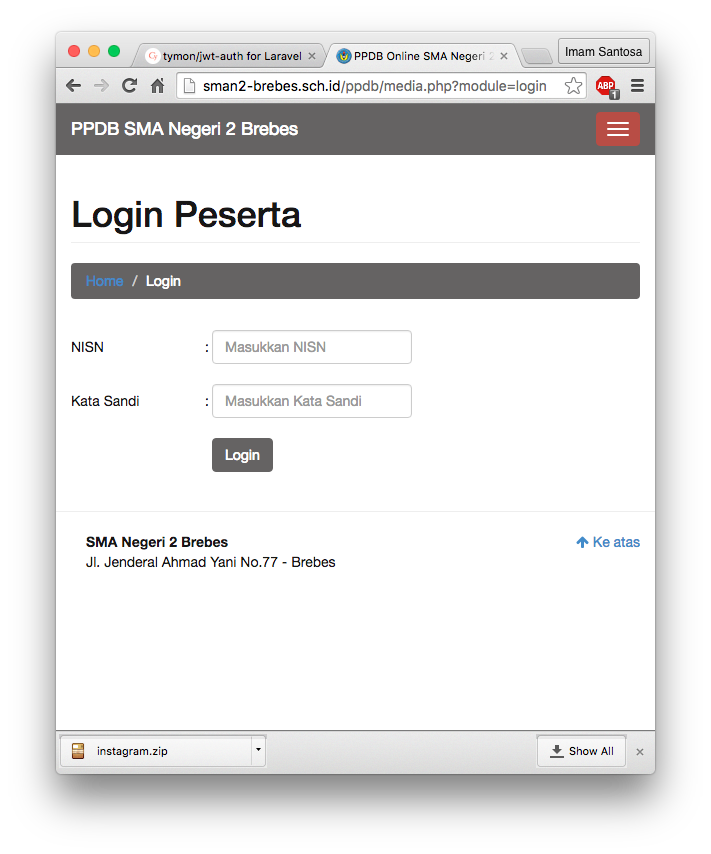 tymon/jwt-auth for Laravel
PPDB Online SMA Negeri 2
Imam Santosa
sman2-brebes.sch.id/ppdb/media.php?module=login
ABP
1
PPDB SMA Negeri 2 Brebes
Login Peserta
Home / Login
NISN : Masukkan NISN
Kata Sandi : Masukkan Kata Sandi
Login
SMA Negeri 2 Brebes
Ke atas
Jl. Jenderal Ahmad Yani No.77 - Brebes
instagram.zip
Show All